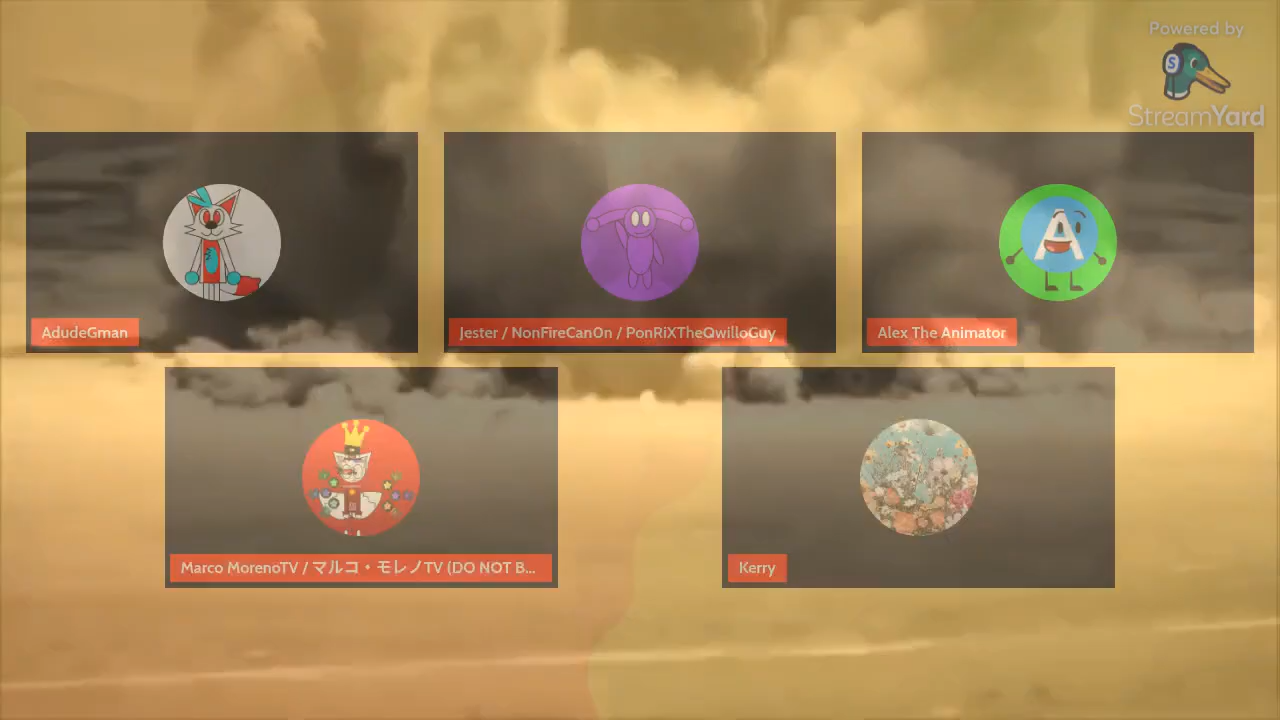 Powered by
StreamYard
AdudeGman
Jester / NonFireCanOn / PonRiXTheQwilloGuy
Alex The Animator
A
Marco MorenoTV / マルコ・モレノTV (DO NOT B...
Kerry